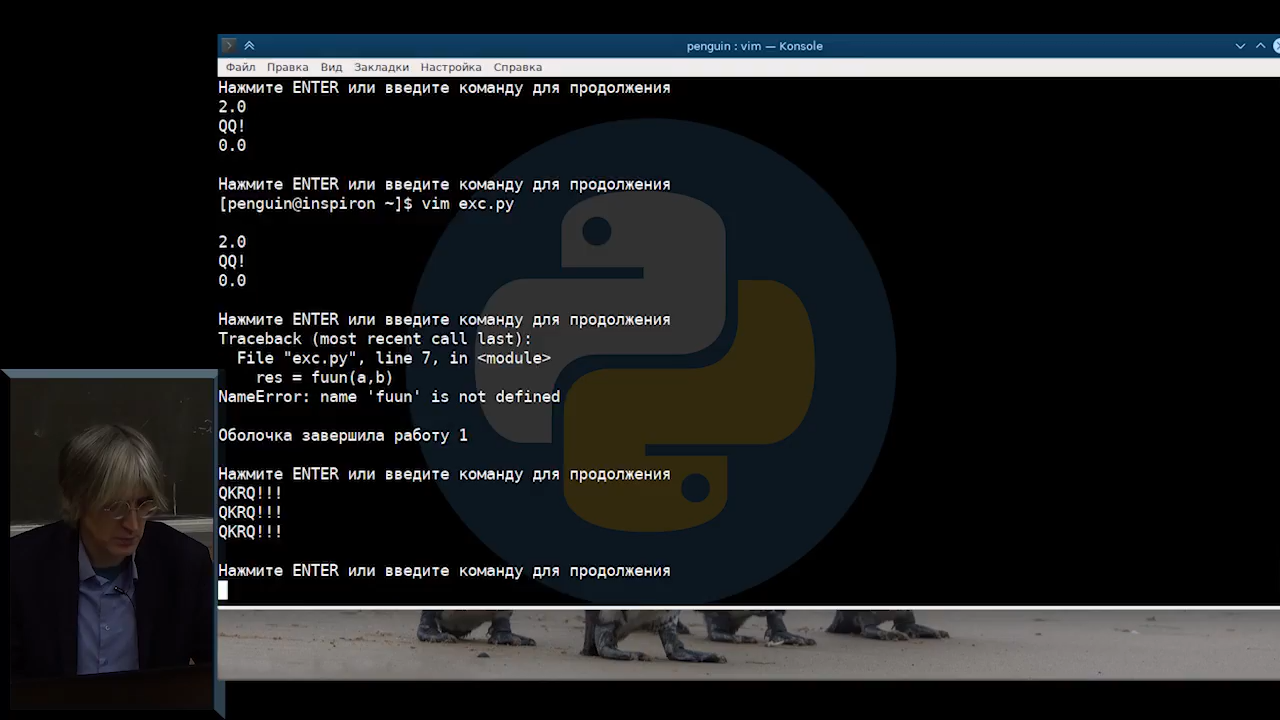 penguin : vim — Konsole
Файл Правка Вид Закладки Настройка Справка
Нажмите ENTER или введите команду для продолжения
2.0
QQ!
0.0
Нажмите ENTER или введите команду для продолжения
[penguin@inspiron ~]$ vim exc.py
2.0
QQ!
0.0
Нажмите ENTER или введите команду для продолжения
Traceback (most recent call last):
File "exc.py", line 7, in <module>
res = fuun(a,b)
NameError: name 'fuun' is not defined
Оболочка завершила работу 1
Нажмите ENTER или введите команду для продолжения
QKRQ!!!
QKRQ!!!
QKRQ!!!
Нажмите ENTER или введите команду для продолжения